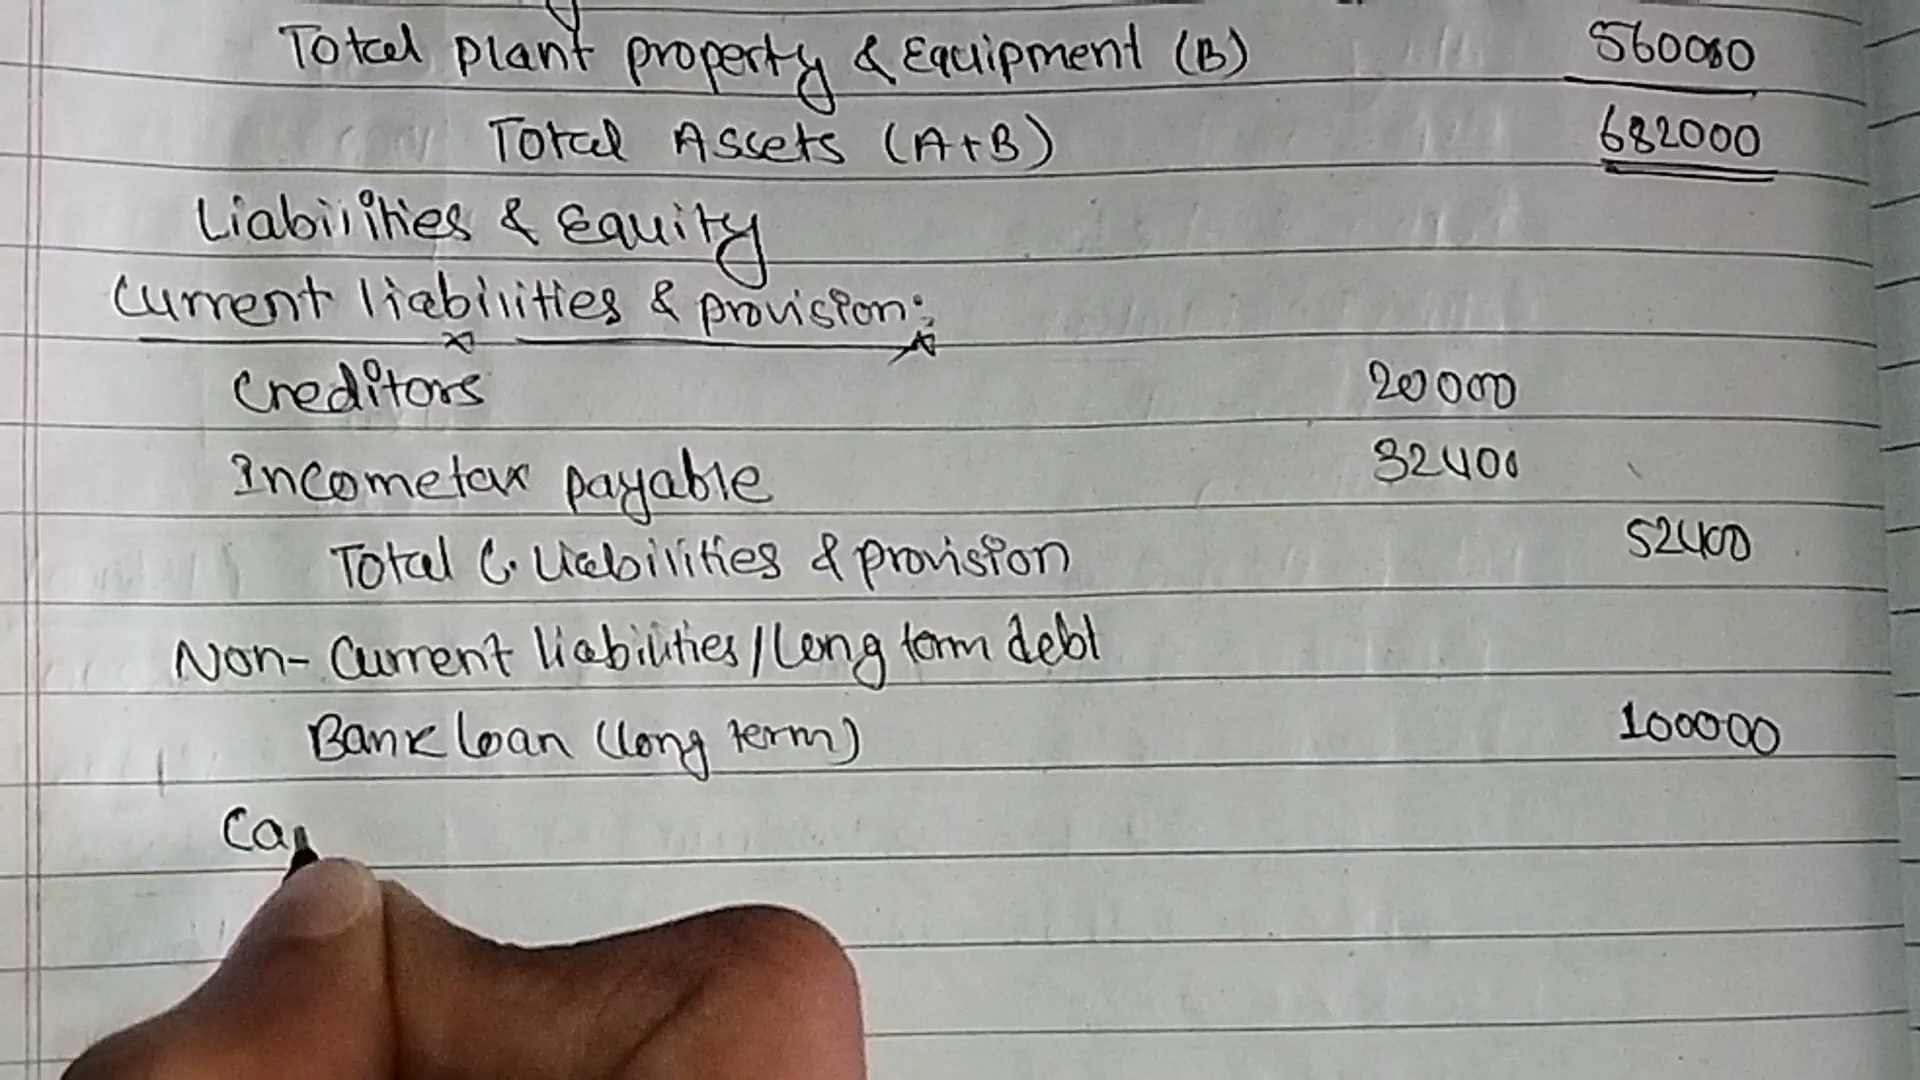 Total plant property & Equipment (B) 560000
Total Assets (A+B) 682000
Liabilities & Equity
Current liabilities & provision:
Creditors 20000
Incometax payable 32400
Total C. Liabilities & provision 52400
Non-Current liabilities/Long term debt
Bank loan (long term) 100000
Ca